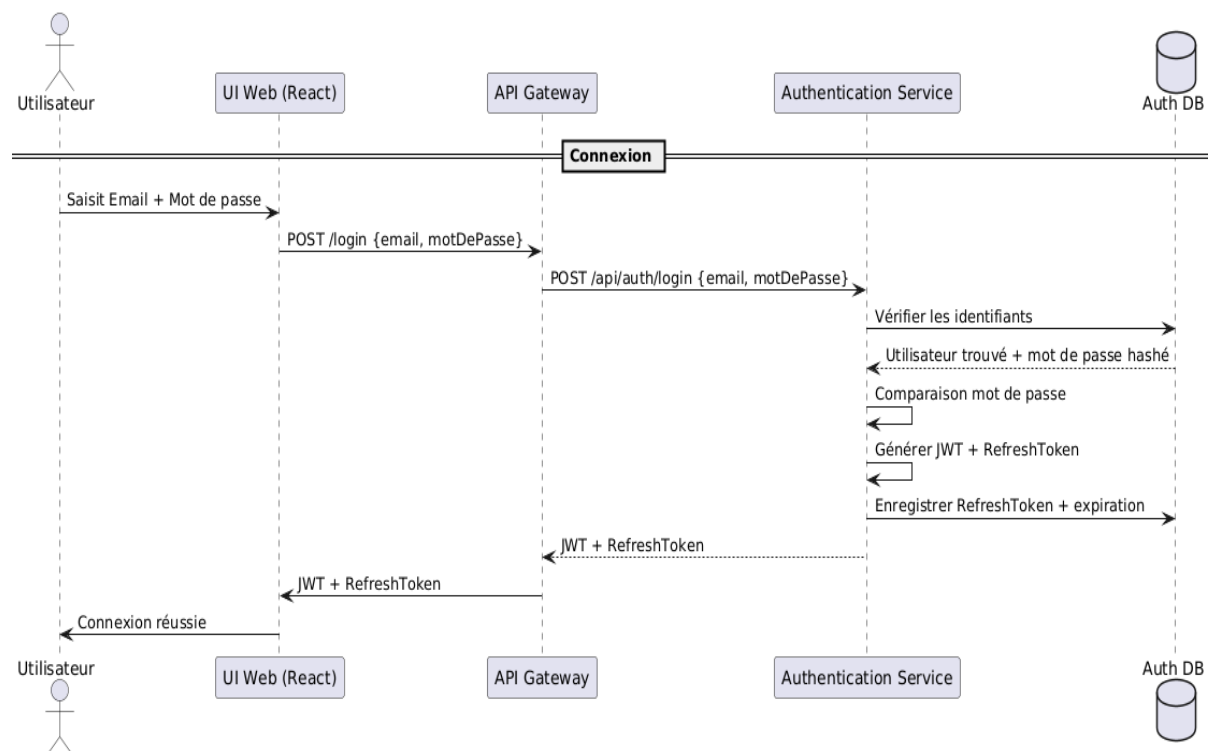 Utilisateur
UI Web (React)
API Gateway
Authentication Service
Auth DB
Connexion
Saisit Email + Mot de passe
POST /login {email, motDePasse}
POST /api/auth/login {email, motDePasse}
Vérifier les identifiants
Utilisateur trouvé + mot de passe hashé
Comparaison mot de passe
Générer JWT + RefreshToken
Enregistrer RefreshToken + expiration
JWT + RefreshToken
JWT + RefreshToken
Connexion réussie
Utilisateur
UI Web (React)
API Gateway
Authentication Service
Auth DB